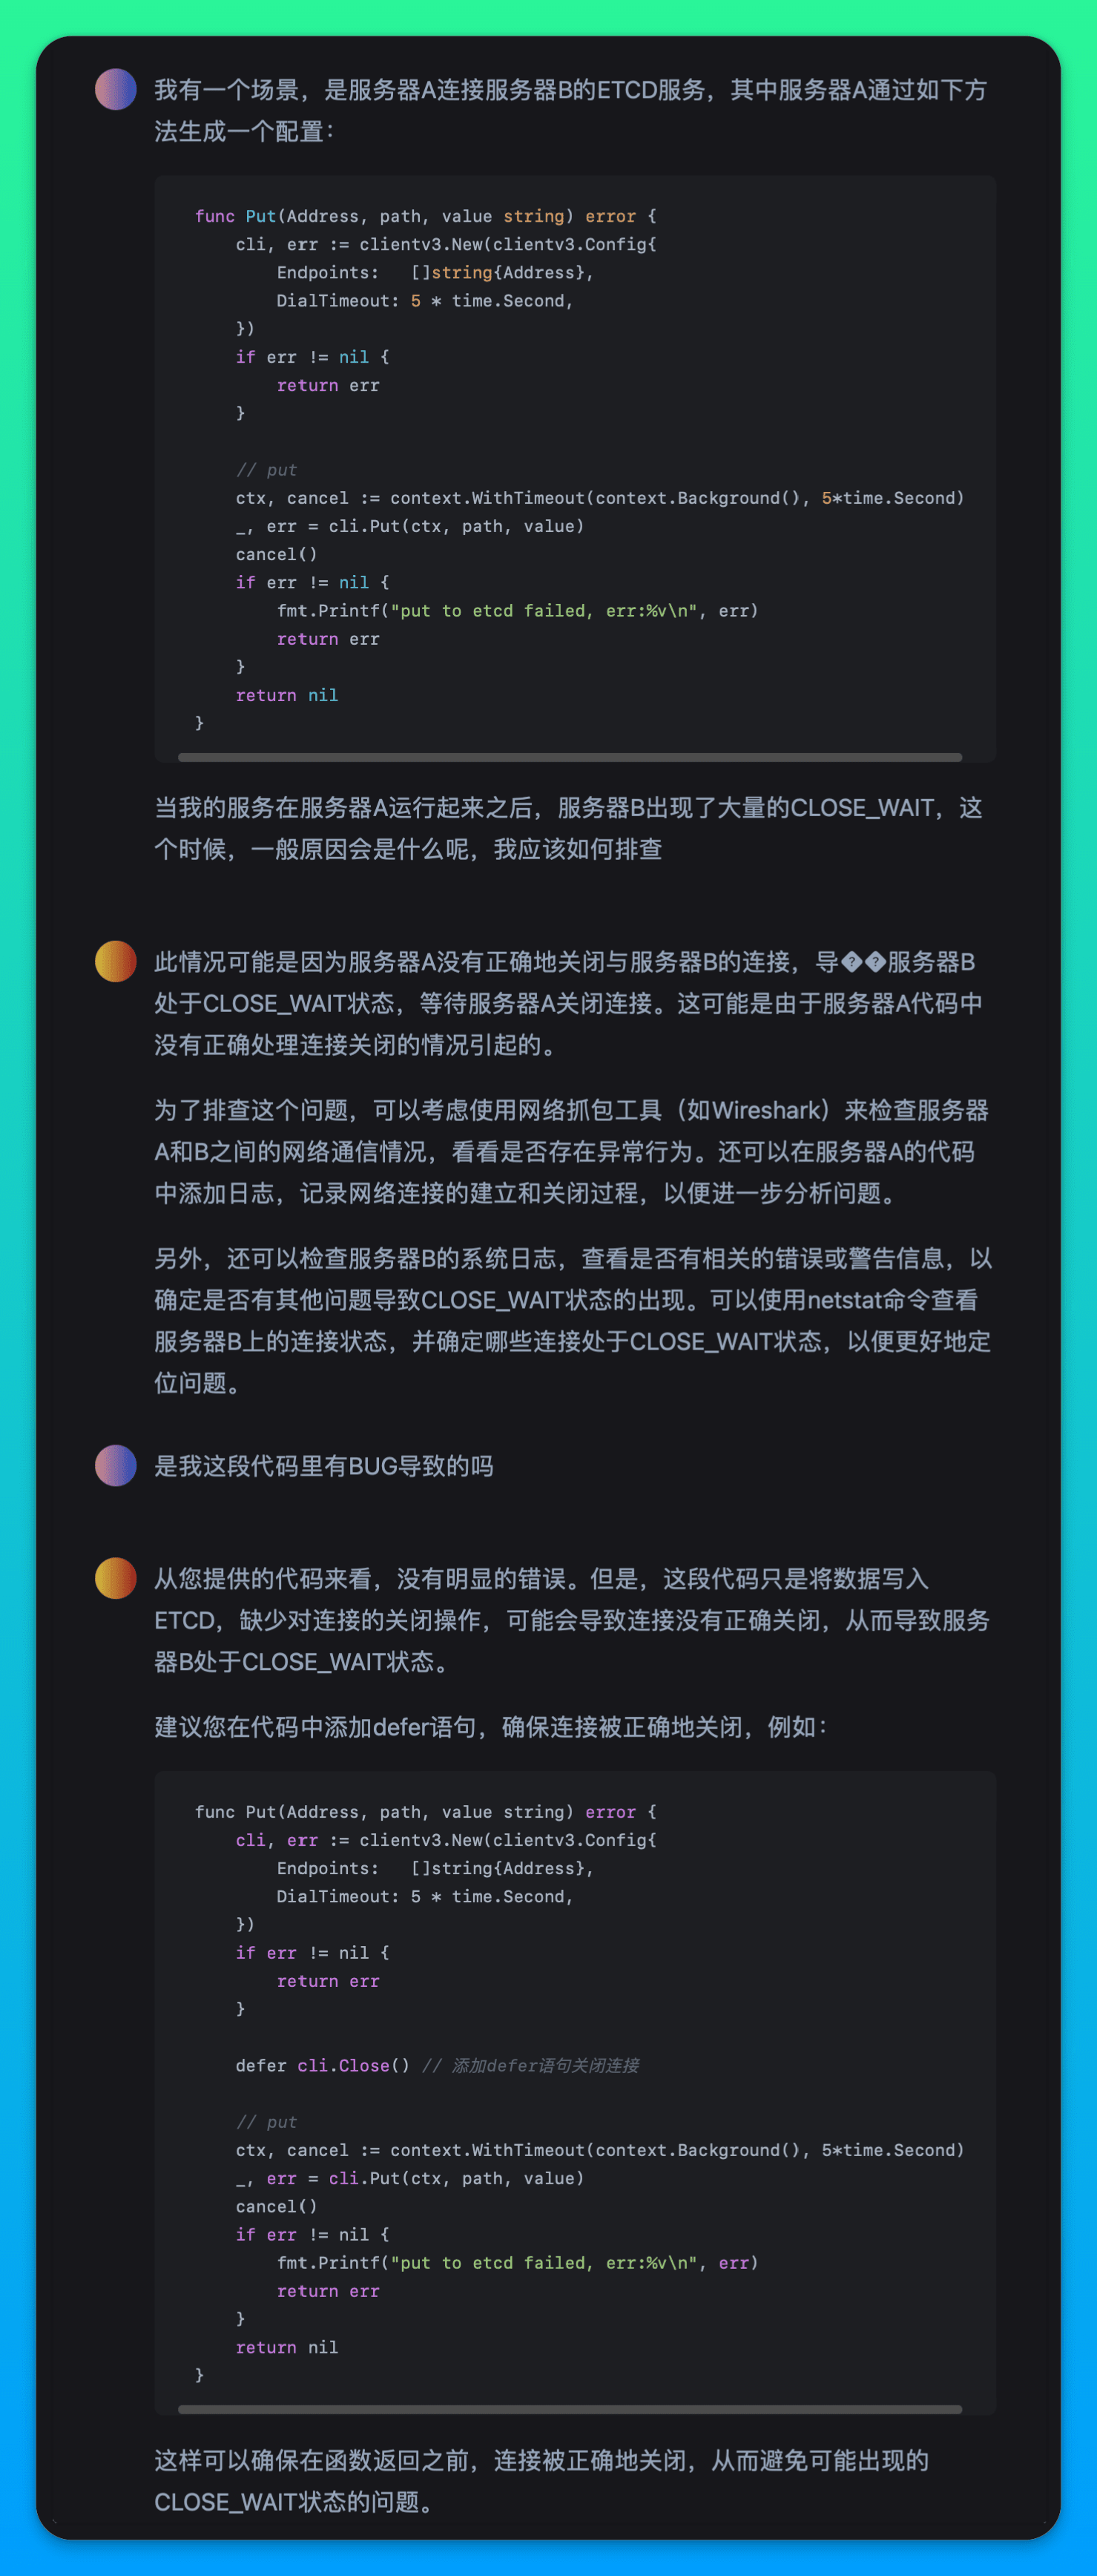 我有一个场景，是服务器A连接服务器B的ETCD服务，其中服务器A通过如下方
法生成一个配置：
func Put(Address, path, value string) error {
    cli, err := clientv3.New(clientv3.Config{
        Endpoints:   []string{Address},
        DialTimeout: 5 * time.Second,
    })
    if err != nil {
        return err
    }
    // put
    ctx, cancel := context.WithTimeout(context.Background(), 5*time.Second)
    _, err = cli.Put(ctx, path, value)
    cancel()
    if err != nil {
        fmt.Printf("put to etcd failed, err:%v\n", err)
        return err
    }
    return nil
}
当我的服务在服务器A运行起来之后，服务器B出现了大量的CLOSE_WAIT，这
个时候，一般原因会是什么呢，我应该如何排查
此情况可能是因为服务器A没有正确地关闭与服务器B的连接，导��服务器B
处于CLOSE_WAIT状态，等待服务器A关闭连接。这可能是由于服务器A代码中
没有正确处理连接关闭的情况引起的。
为了排查这个问题，可以考虑使用网络抓包工具（如Wireshark）来检查服务器
A和B之间的网络通信情况，看看是否存在异常行为。还可以在服务器A的代码
中添加日志，记录网络连接的建立和关闭过程，以便进一步分析问题。
另外，还可以检查服务器B的系统日志，查看是否有相关的错误或警告信息，以
确定是否有其他问题导致CLOSE_WAIT状态的出现。可以使用netstat命令查看
服务器B上的连接状态，并确定哪些连接处于CLOSE_WAIT状态，以便更好地定
位问题。
是我这段代码里有BUG导致的吗
从您提供的代码来看，没有明显的错误。但是，这段代码只是将数据写入
ETCD，缺少对连接的关闭操作，可能会导致连接没有正确关闭，从而导致服务
器B处于CLOSE_WAIT状态。
建议您在代码中添加defer语句，确保连接被正确地关闭，例如：
func Put(Address, path, value string) error {
    cli, err := clientv3.New(clientv3.Config{
        Endpoints:   []string{Address},
        DialTimeout: 5 * time.Second,
    })
    if err != nil {
        return err
    }
    defer cli.Close() // 添加defer语句关闭连接
    // put
    ctx, cancel := context.WithTimeout(context.Background(), 5*time.Second)
    _, err = cli.Put(ctx, path, value)
    cancel()
    if err != nil {
        fmt.Printf("put to etcd failed, err:%v\n", err)
        return err
    }
    return nil
}
这样可以确保在函数返回之前，连接被正确地关闭，从而避免可能出现的
CLOSE_WAIT状态的问题。